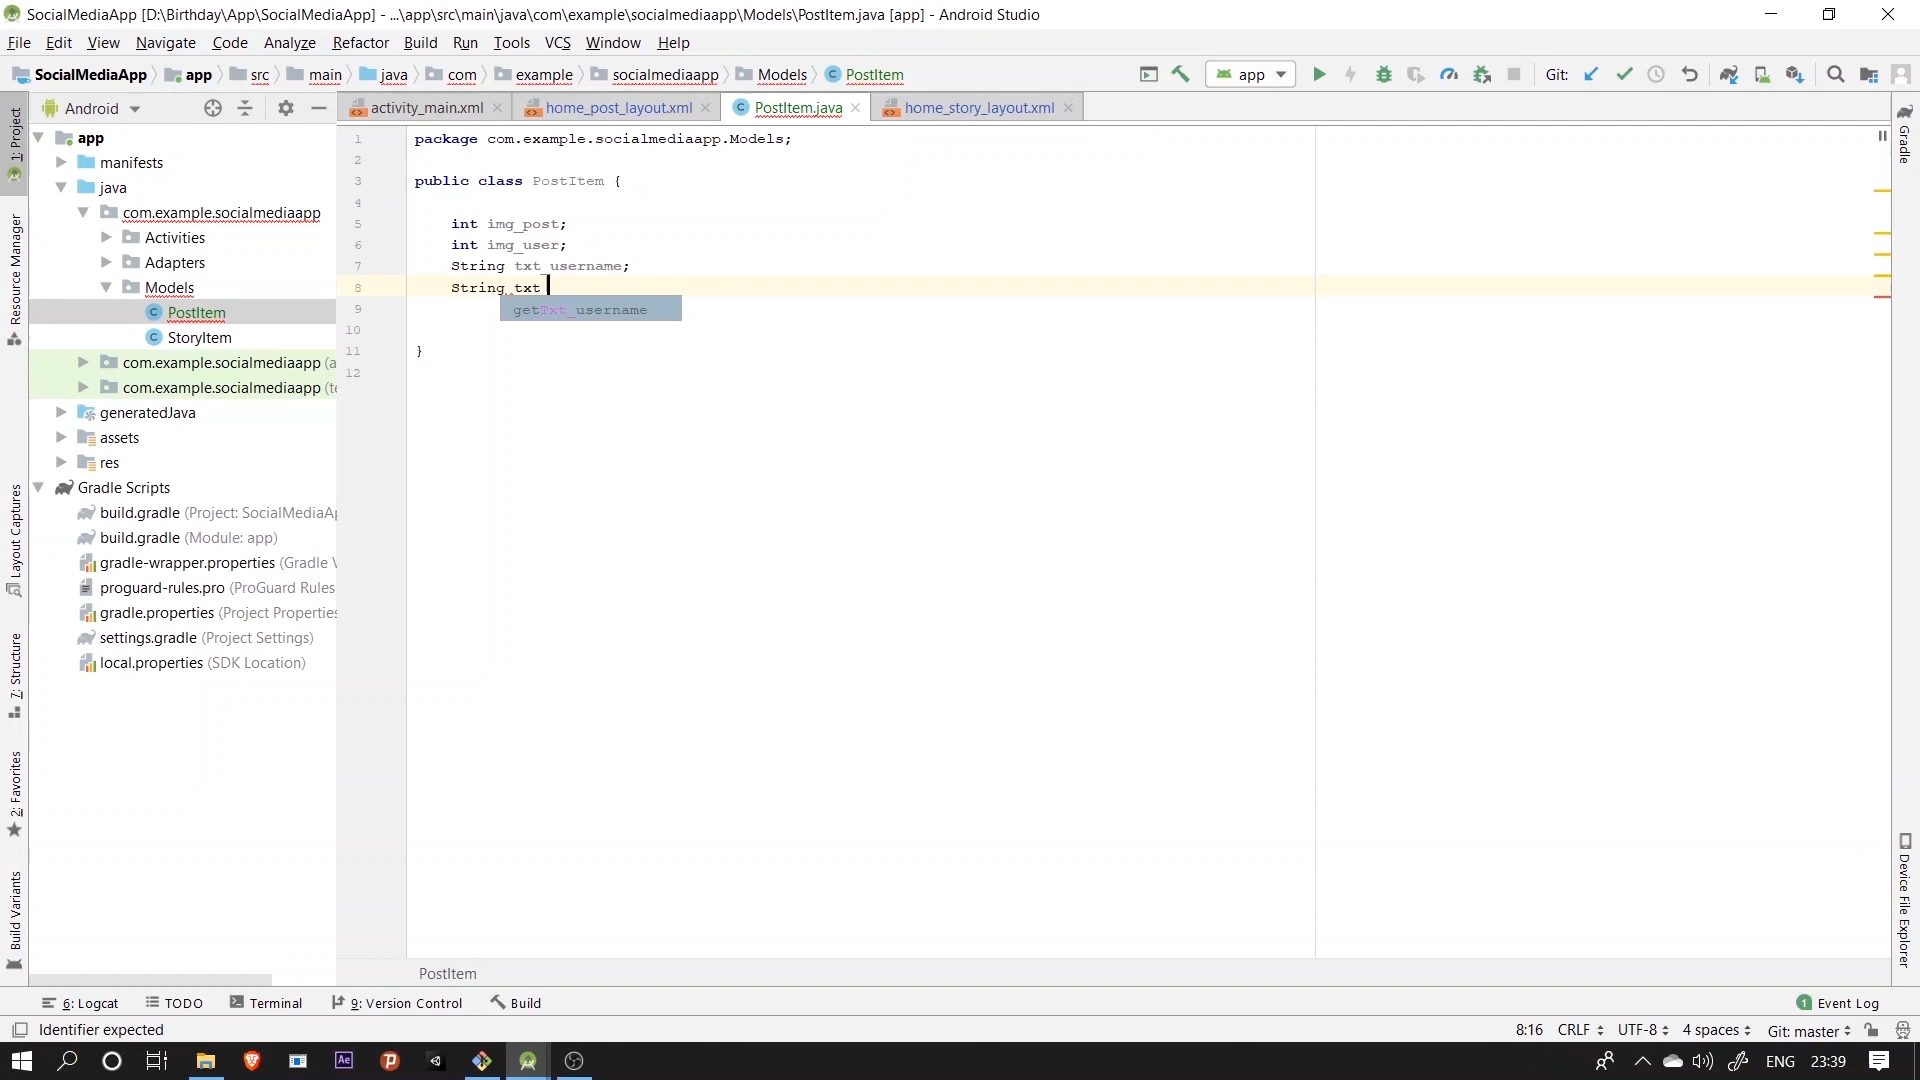 SocialMediaApp [D:\Birthday\App\SocialMediaApp] - ...\app\src\main\java\com\example\socialmediaapp\Models\PostItem.java [app] - Android Studio
File Edit View Navigate Code Analyze Refactor Build Run Tools VCS Window Help
SocialMediaApp app src main java com example socialmediaapp Models PostItem app Git:
Android
activity_main.xml home_post_layout.xml PostItem.java home_story_layout.xml
1: Project
Resource Manager
Layout Captures
7: Structure
2: Favorites
Build Variants
app
manifests
java
com.example.socialmediaapp
Activities
Adapters
Models
PostItem
StoryItem
com.example.socialmediaapp (a
com.example.socialmediaapp (te
generatedJava
assets
res
Gradle Scripts
build.gradle (Project: SocialMediaAp
build.gradle (Module: app)
gradle-wrapper.properties (Gradle V
proguard-rules.pro (ProGuard Rules
gradle.properties (Project Properties
settings.gradle (Project Settings)
local.properties (SDK Location)
1 package com.example.socialmediaapp.Models;
2
3 public class PostItem {
4
5 int img_post;
6 int img_user;
7 String txt_username;
8 String txt
9 getTxt_username
10
11 }
12
Gradle
Device File Explorer
PostItem
6: Logcat TODO Terminal 9: Version Control Build 1 Event Log
Identifier expected 8:16 CRLF UTF-8 4 spaces Git: master
Ae ENG 23:39